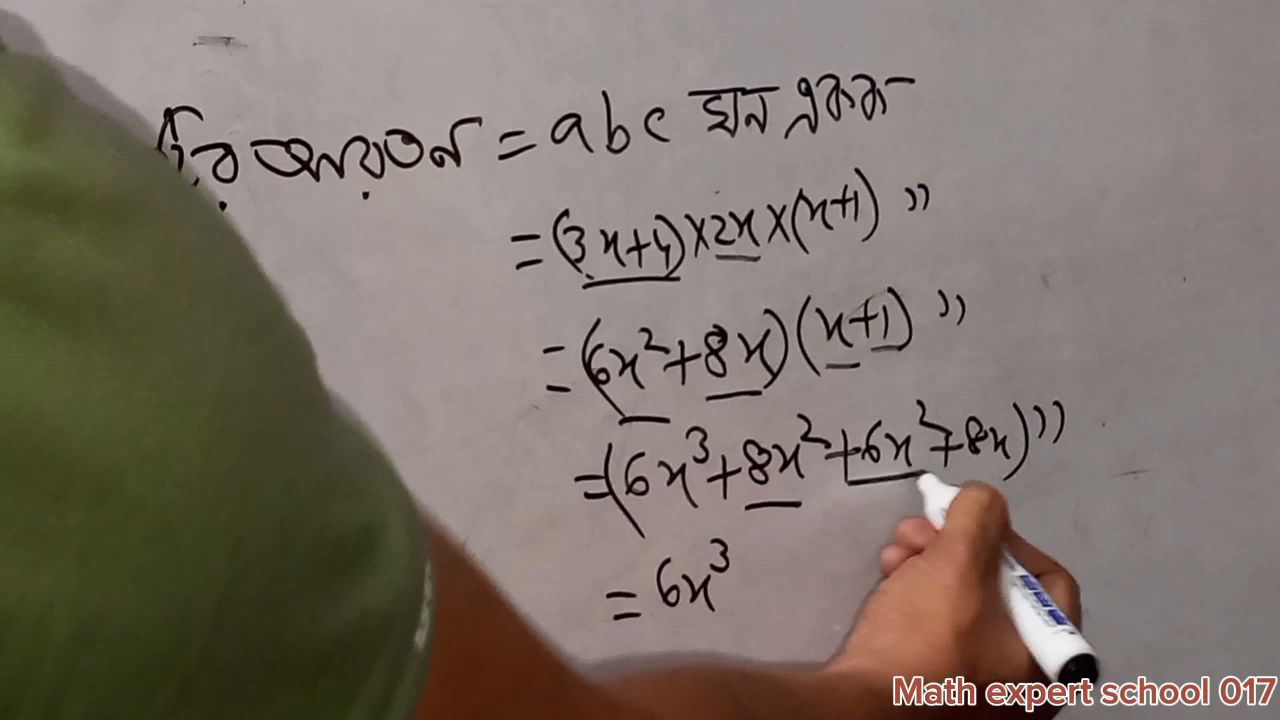 র আয়তন = abc ঘন একক
= (3x+4)×2x×(x+1) ”
= (6x²+8x)(x+1) ”
= (6x³+8x²+6x²+8x) ”
= 6x³
Math expert school 017